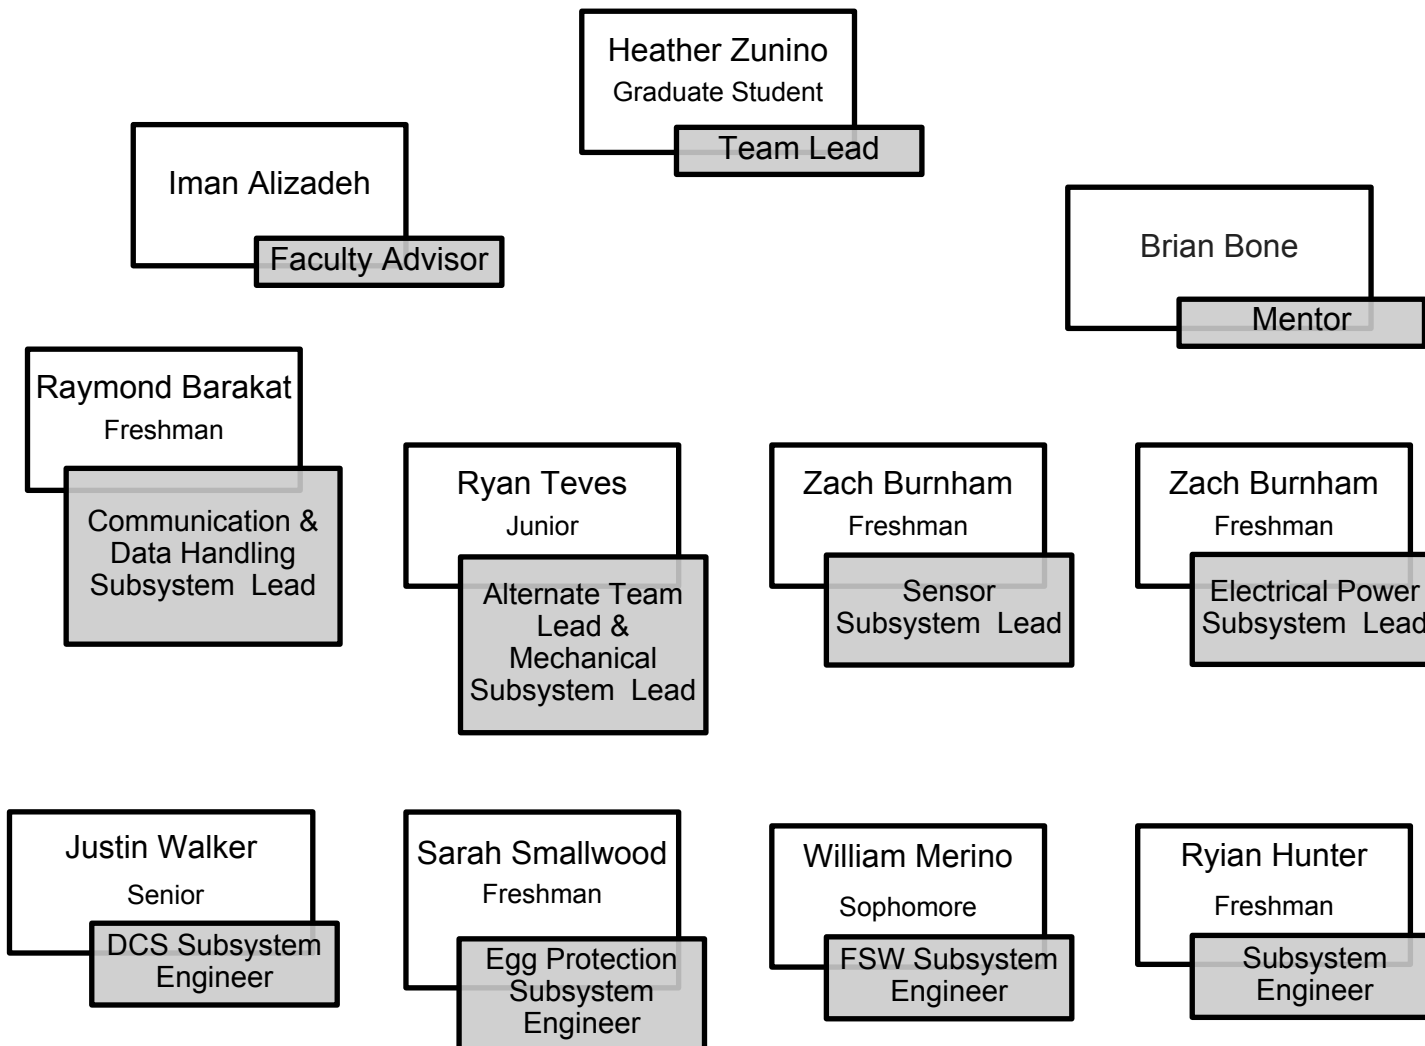 Heather Zunino
Graduate Student
Team Lead
Iman Alizadeh
Faculty Advisor
Brian Bone
Mentor
Raymond Barakat
Freshman
Communication &
Data Handling
Subsystem Lead
Ryan Teves
Junior
Alternate Team
Lead &
Mechanical
Subsystem Lead
Zach Burnham
Freshman
Sensor
Subsystem Lead
Zach Burnham
Freshman
Electrical Power
Subsystem Lead
Justin Walker
Senior
DCS Subsystem
Engineer
Sarah Smallwood
Freshman
Egg Protection
Subsystem
Engineer
William Merino
Sophomore
FSW Subsystem
Engineer
Ryian Hunter
Freshman
Subsystem
Engineer